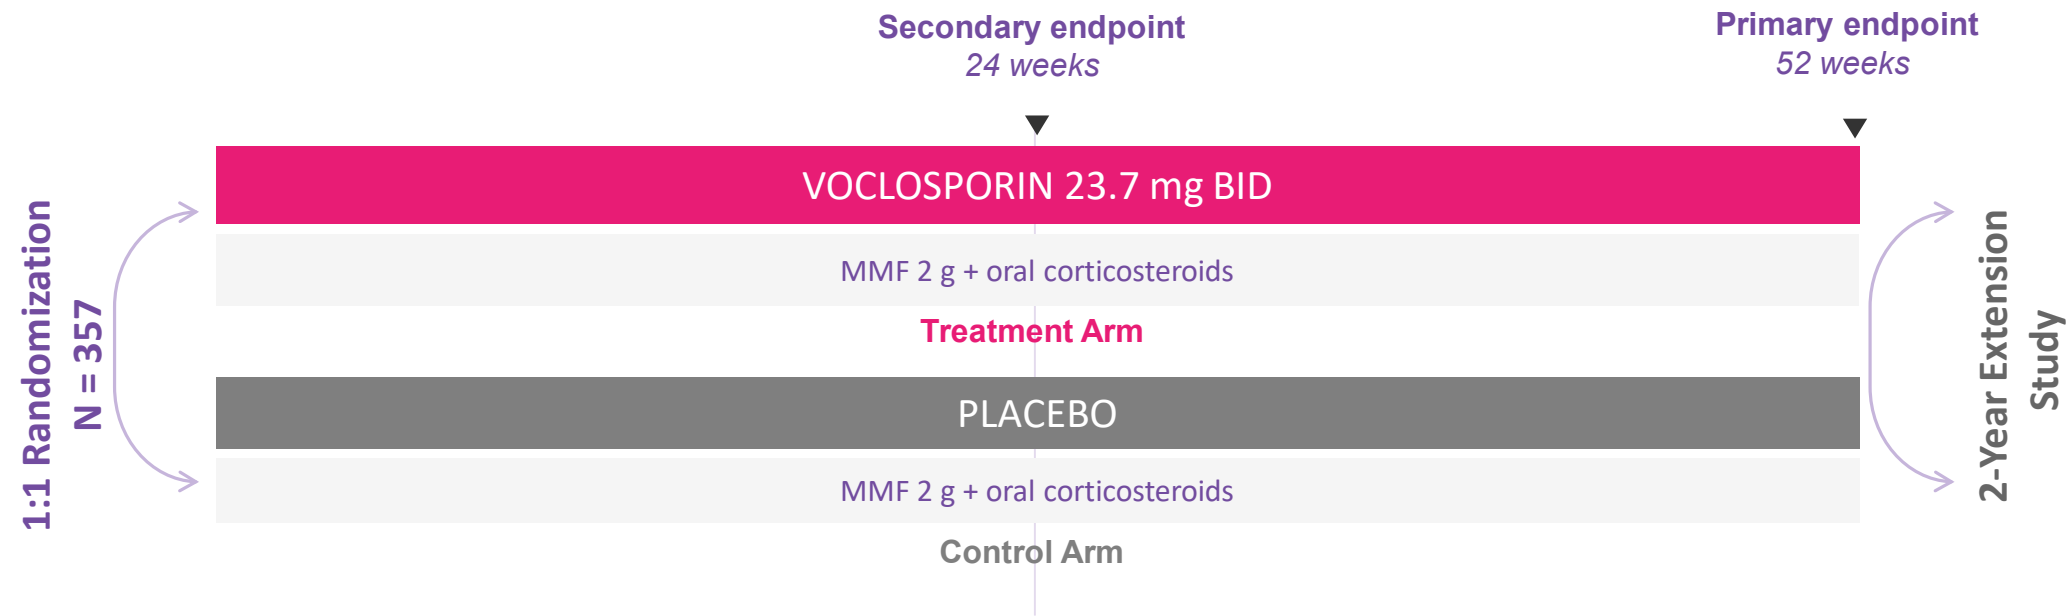 Secondary endpoint
24 weeks
Primary endpoint
52 weeks
1:1 Randomization
N = 357
VOCLOSPORIN 23.7 mg BID
MMF 2 g + oral corticosteroids
Treatment Arm
PLACEBO
MMF 2 g + oral corticosteroids
Control Arm
2-Year Extension
Study